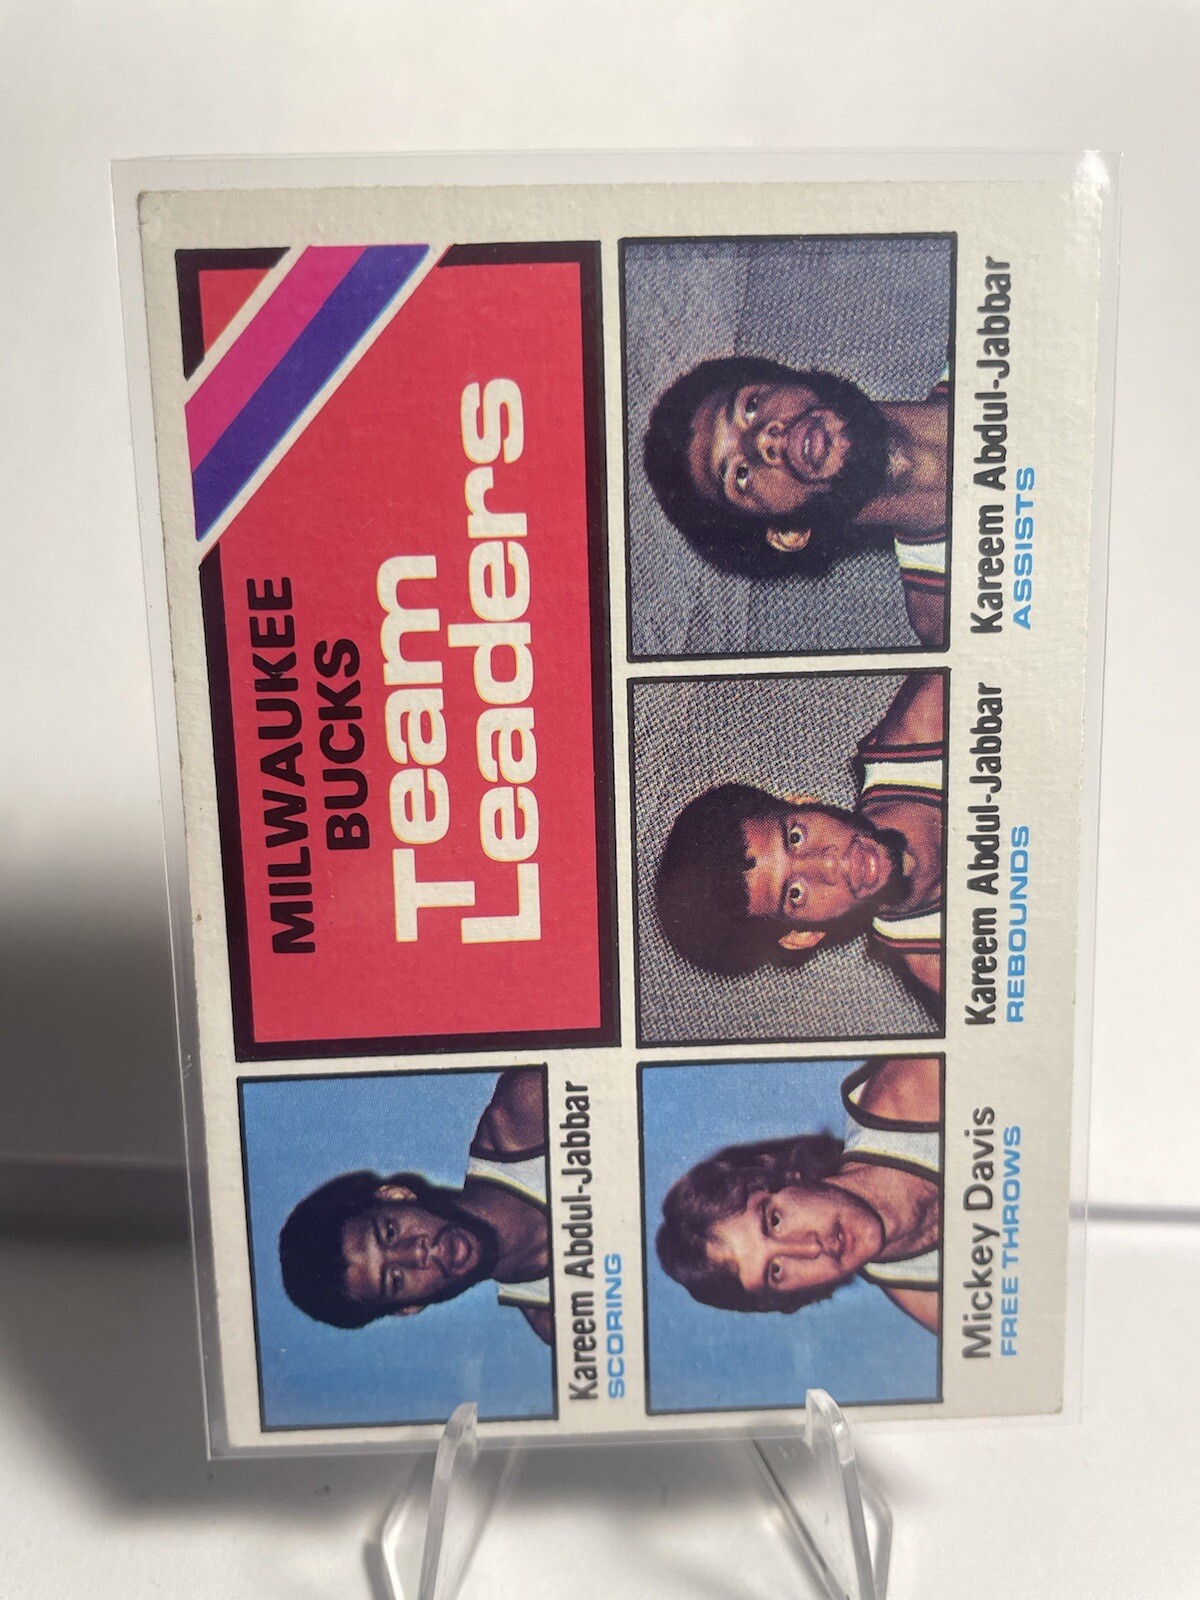 MILWAUKEE
BUCKS
Team
Leaders
Kareem Abdul-Jabbar
SCORING
Mickey Davis
FREE THROWS
Kareem Abdul-Jabbar
REBOUNDS
Kareem Abdul-Jabbar
ASSISTS